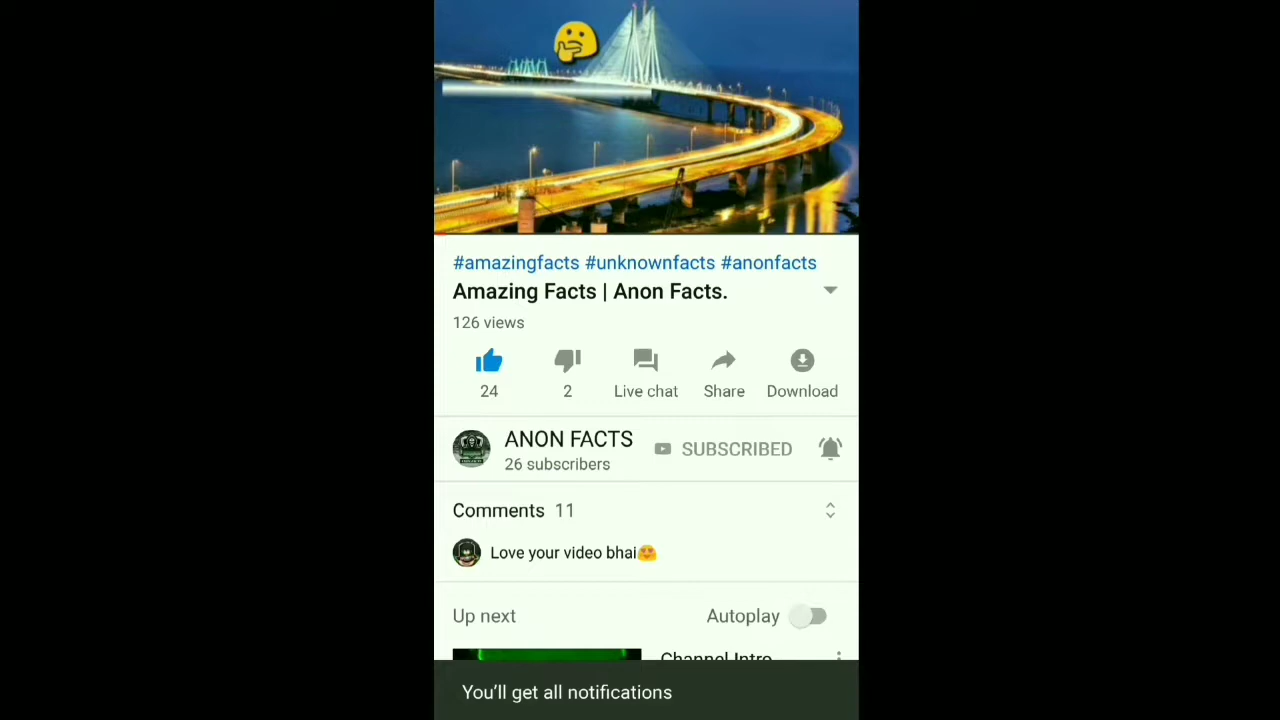 #amazingfacts #unknownfacts #anonfacts
Amazing Facts | Anon Facts.
126 views
24
2
Live chat
Share
Download
ANON FACTS
SUBSCRIBED
26 subscribers
Comments 11
Love your video bhai😍
Up next
Autoplay
Channel Intro
You'll get all notifications